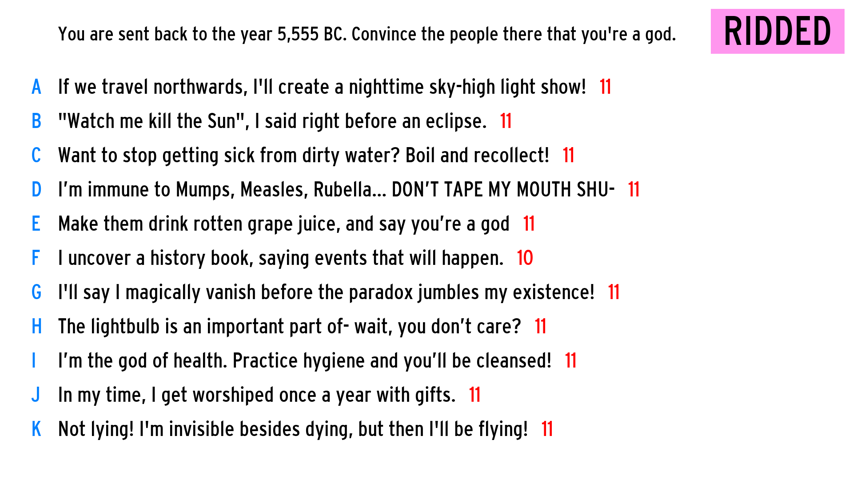 You are sent back to the year 5,555 BC. Convince the people there that you're a god.
RIDDED
A If we travel northwards, I'll create a nighttime sky-high light show! 11
B "Watch me kill the Sun", I said right before an eclipse. 11
C Want to stop getting sick from dirty water? Boil and recollect! 11
D I’m immune to Mumps, Measles, Rubella... DON’T TAPE MY MOUTH SHU- 11
E Make them drink rotten grape juice, and say you’re a god 11
F I uncover a history book, saying events that will happen. 10
G I'll say I magically vanish before the paradox jumbles my existence! 11
H The lightbulb is an important part of- wait, you don’t care? 11
I I’m the god of health. Practice hygiene and you’ll be cleansed! 11
J In my time, I get worshiped once a year with gifts. 11
K Not lying! I'm invisible besides dying, but then I'll be flying! 11